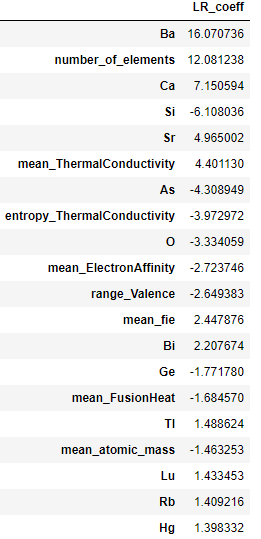 LR_coeff
Ba 16.070736
number_of_elements 12.081238
Ca 7.150594
Si -6.108036
Sr 4.965002
mean_ThermalConductivity 4.401130
As -4.308949
entropy_ThermalConductivity -3.972972
O -3.334059
mean_ElectronAffinity -2.723746
range_Valence -2.649383
mean_fie 2.447876
Bi 2.207674
Ge -1.771780
mean_FusionHeat -1.684570
Tl 1.488624
mean_atomic_mass -1.463253
Lu 1.433453
Rb 1.409216
Hg 1.398332